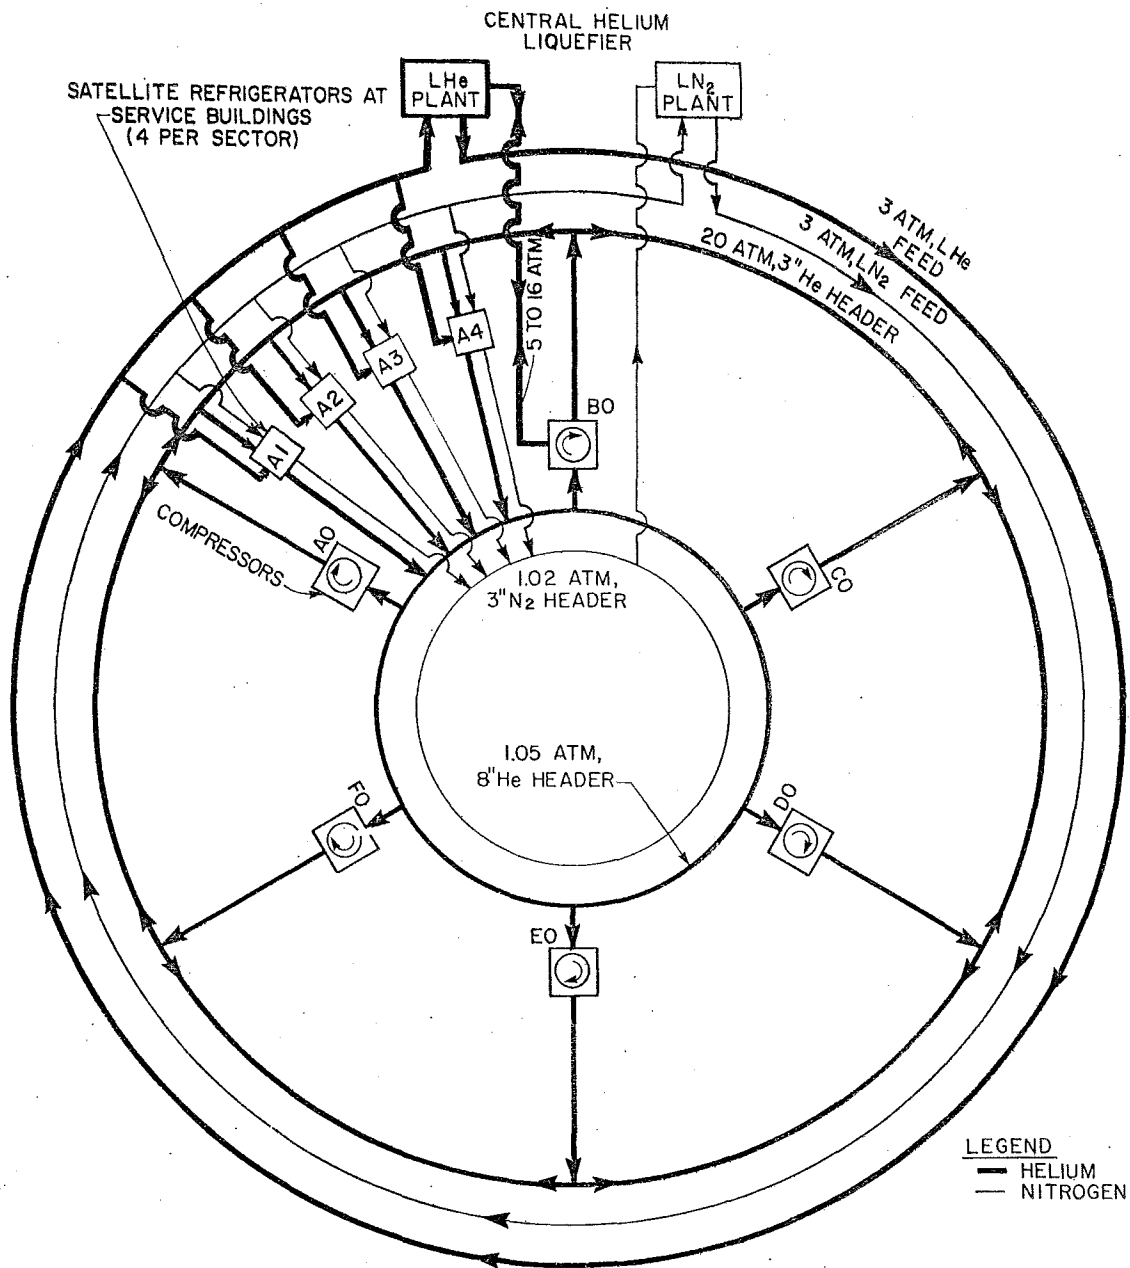 CENTRAL HELIUM
LIQUEFIER
LHe
PLANT
LN₂
PLANT
SATELLITE REFRIGERATORS AT
SERVICE BUILDINGS
(4 PER SECTOR)
3 ATM, LHe
FEED
3 ATM, LN₂ FEED
20 ATM, 3" He HEADER
5 TO 16 ATM
A1
A2
A3
A4
BO
COMPRESSORS
AO
CO
1.02 ATM,
3" N₂ HEADER
1.05 ATM,
8" He HEADER
FO
DO
EO
LEGEND
HELIUM
NITROGEN